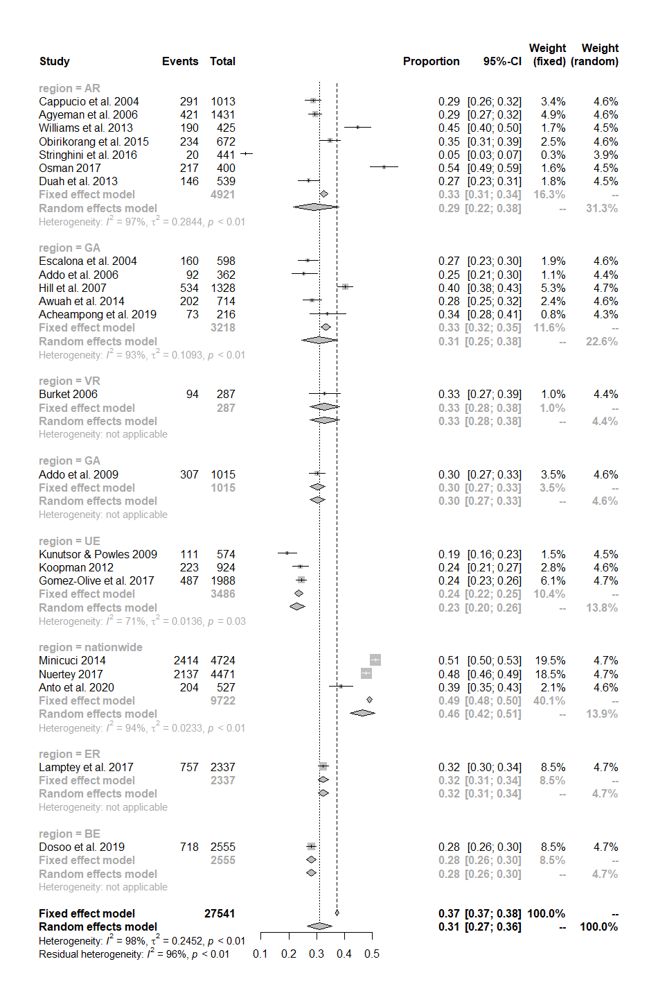 Weight Weight
Study Events Total Proportion 95%-CI (fixed) (random)
region = AR
Cappucio et al. 2004 291 1013 0.29 [0.26; 0.32] 3.4% 4.6%
Agyeman et al. 2006 421 1431 0.29 [0.27; 0.32] 4.9% 4.6%
Williams et al. 2013 190 425 0.45 [0.40; 0.50] 1.7% 4.5%
Obirikorang et al. 2015 234 672 0.35 [0.31; 0.39] 2.5% 4.6%
Stringhini et al. 2016 20 441 0.05 [0.03; 0.07] 0.3% 3.9%
Osman 2017 217 400 0.54 [0.49; 0.59] 1.6% 4.5%
Duah et al. 2013 146 539 0.27 [0.23; 0.31] 1.8% 4.5%
Fixed effect model 4921 0.33 [0.31; 0.34] 16.3% --
Random effects model 0.29 [0.22; 0.38] -- 31.3%
Heterogeneity: I² = 97%, τ² = 0.2844, p < 0.01
region = GA
Escalona et al. 2004 160 598 0.27 [0.23; 0.30] 1.9% 4.6%
Addo et al. 2006 92 362 0.25 [0.21; 0.30] 1.1% 4.4%
Hill et al. 2007 534 1328 0.40 [0.38; 0.43] 5.3% 4.7%
Awuah et al. 2014 202 714 0.28 [0.25; 0.32] 2.4% 4.6%
Acheampong et al. 2019 73 216 0.34 [0.28; 0.41] 0.8% 4.3%
Fixed effect model 3218 0.33 [0.32; 0.35] 11.6% --
Random effects model 0.31 [0.25; 0.38] -- 22.6%
Heterogeneity: I² = 93%, τ² = 0.1093, p < 0.01
region = VR
Burket 2006 94 287 0.33 [0.27; 0.39] 1.0% 4.4%
Fixed effect model 287 0.33 [0.28; 0.38] 1.0% --
Random effects model 0.33 [0.28; 0.38] -- 4.4%
Heterogeneity: not applicable
region = GA
Addo et al. 2009 307 1015 0.30 [0.27; 0.33] 3.5% 4.6%
Fixed effect model 1015 0.30 [0.27; 0.33] 3.5% --
Random effects model 0.30 [0.27; 0.33] -- 4.6%
Heterogeneity: not applicable
region = UE
Kunutsor & Powles 2009 111 574 0.19 [0.16; 0.23] 1.5% 4.5%
Koopman 2012 223 924 0.24 [0.21; 0.27] 2.8% 4.6%
Gomez-Olive et al. 2017 487 1988 0.24 [0.23; 0.26] 6.1% 4.7%
Fixed effect model 3486 0.24 [0.22; 0.25] 10.4% --
Random effects model 0.23 [0.20; 0.26] -- 13.8%
Heterogeneity: I² = 71%, τ² = 0.0136, p = 0.03
region = nationwide
Minicuci 2014 2414 4724 0.51 [0.50; 0.53] 19.5% 4.7%
Nuertey 2017 2137 4471 0.48 [0.46; 0.49] 18.5% 4.7%
Anto et al. 2020 204 527 0.39 [0.35; 0.43] 2.1% 4.6%
Fixed effect model 9722 0.49 [0.48; 0.50] 40.1% --
Random effects model 0.46 [0.42; 0.51] -- 13.9%
Heterogeneity: I² = 94%, τ² = 0.0233, p < 0.01
region = ER
Lamptey et al. 2017 757 2337 0.32 [0.30; 0.34] 8.5% 4.7%
Fixed effect model 2337 0.32 [0.31; 0.34] 8.5% --
Random effects model 0.32 [0.31; 0.34] -- 4.7%
Heterogeneity: not applicable
region = BE
Dosoo et al. 2019 718 2555 0.28 [0.26; 0.30] 8.5% 4.7%
Fixed effect model 2555 0.28 [0.26; 0.30] 8.5% --
Random effects model 0.28 [0.26; 0.30] -- 4.7%
Heterogeneity: not applicable
Fixed effect model 27541 0.37 [0.37; 0.38] 100.0% --
Random effects model 0.31 [0.27; 0.36] -- 100.0%
Heterogeneity: I² = 98%, τ² = 0.2452, p < 0.01
Residual heterogeneity: I² = 96%, p < 0.01 0.1 0.2 0.3 0.4 0.5